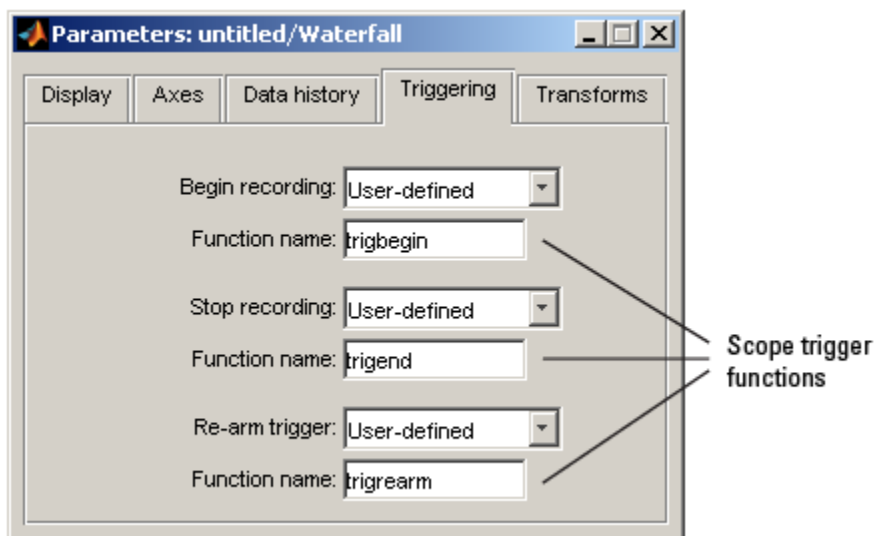 Parameters: untitled/Waterfall
Display Axes Data history Triggering Transforms
Begin recording: User-defined
Function name: trigbegin
Stop recording: User-defined
Function name: trigend
Re-arm trigger: User-defined
Function name: trigrearm
Scope trigger
functions